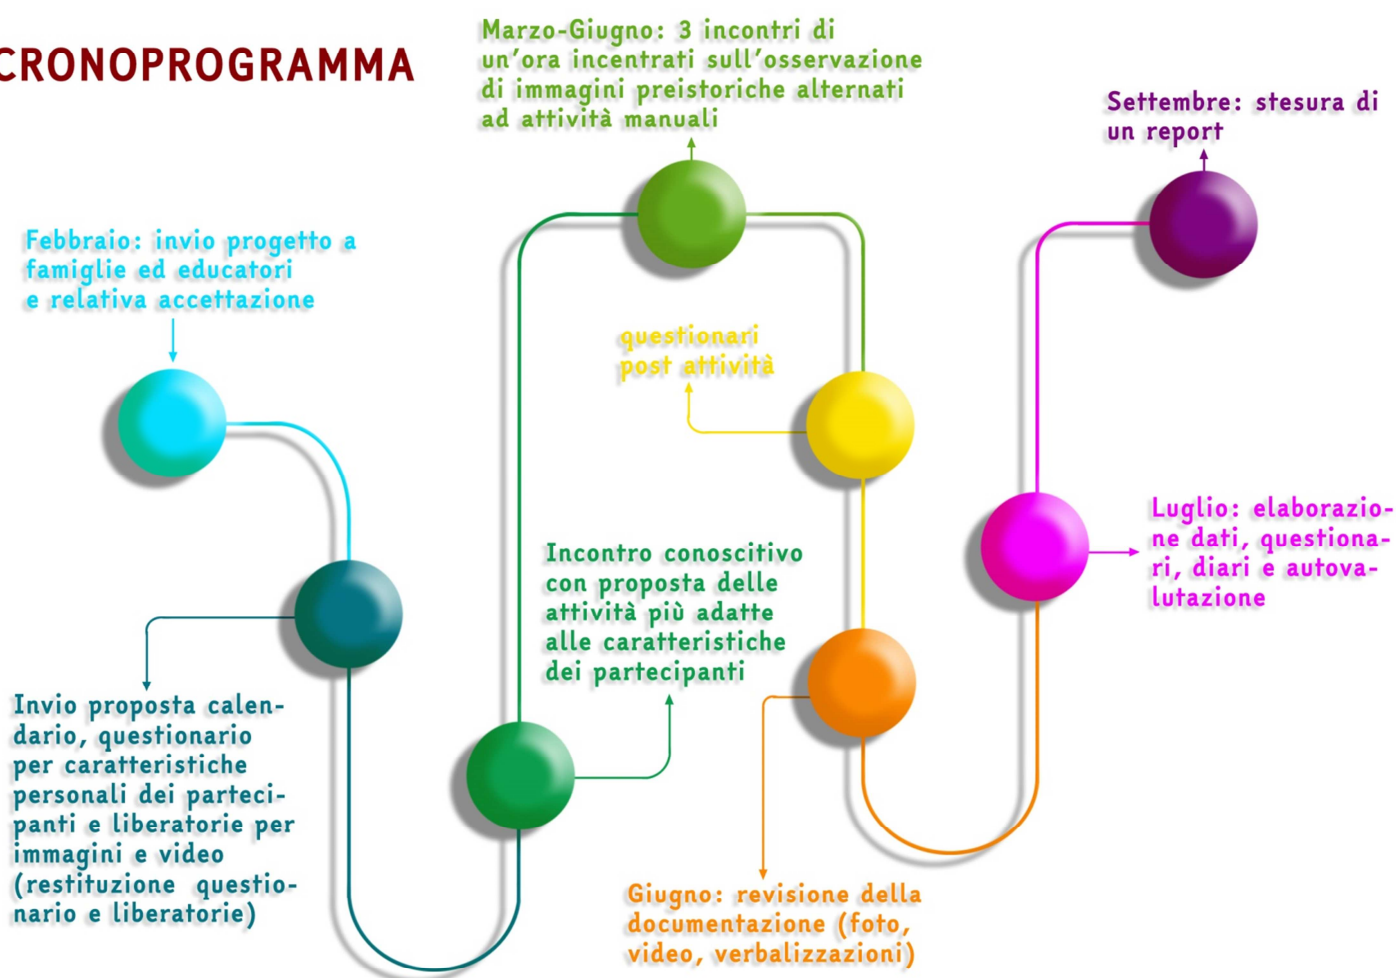 CRONOPROGRAMMA
Febbraio: invio progetto a
famiglie ed educatori
e relativa accettazione
Invio proposta calen-
dario, questionario
per caratteristiche
personali dei parteci-
panti e liberatorie per
immagini e video
(restituzione questio-
nario e liberatorie)
Incontro conoscitivo
con proposta delle
attività più adatte
alle caratteristiche
dei partecipanti
Marzo-Giugno: 3 incontri di
un'ora incentrati sull'osservazione
di immagini preistoriche alternati
ad attività manuali
questionari
post attività
Giugno: revisione della
documentazione (foto,
video, verbalizzazioni)
Luglio: elaborazio-
ne dati, questiona-
ri, diari e autova-
lutazione
Settembre: stesura di
un report